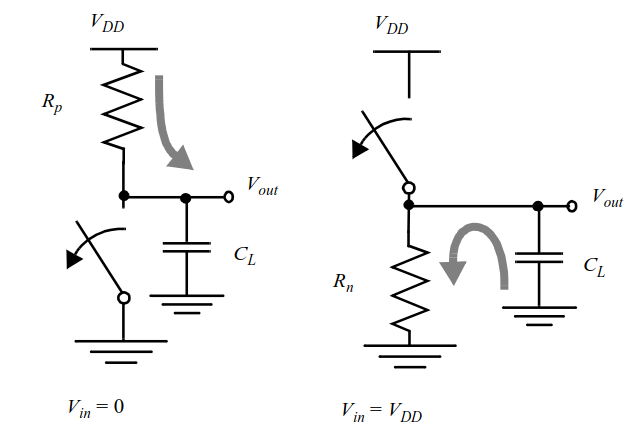 V_DD
R_p
V_out
C_L
V_in = 0
V_DD
V_out
R_n
C_L
V_in = V_DD